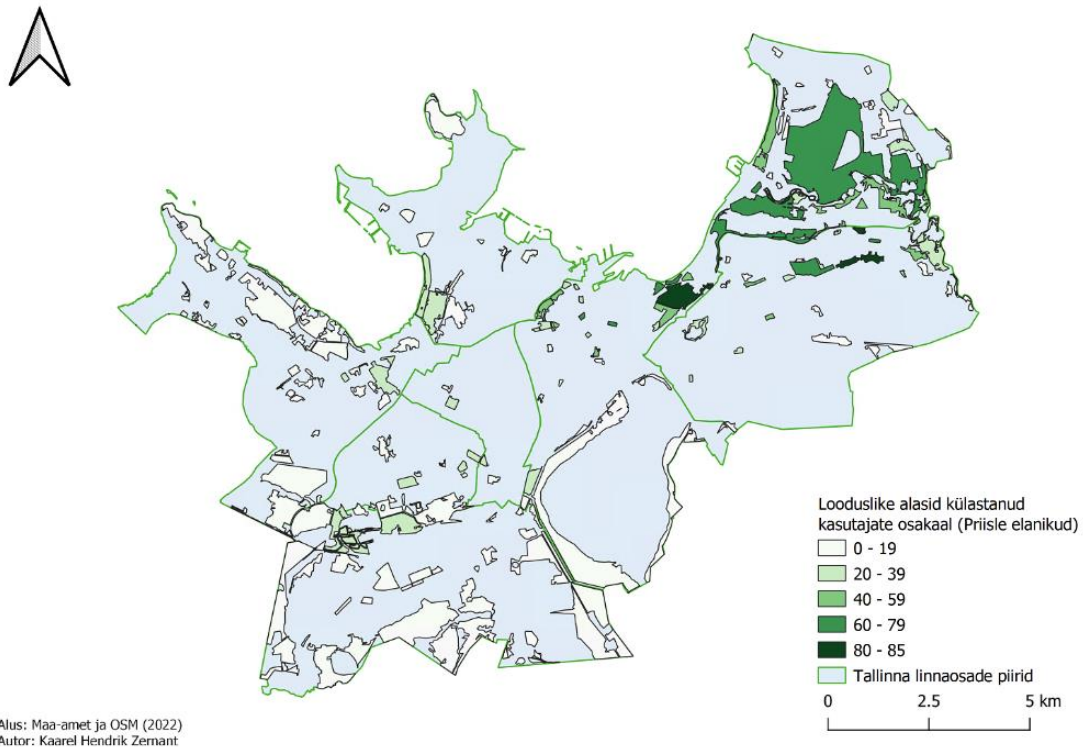 Looduslike alasid külastanud
kasutajate osakaal (Priisle elanikud)
0 - 19
20 - 39
40 - 59
60 - 79
80 - 85
Tallinna linnaosade piirid
0 2.5 5 km
Alus: Maa-amet ja OSM (2022)
Autor: Kaarel Hendrik Zernant